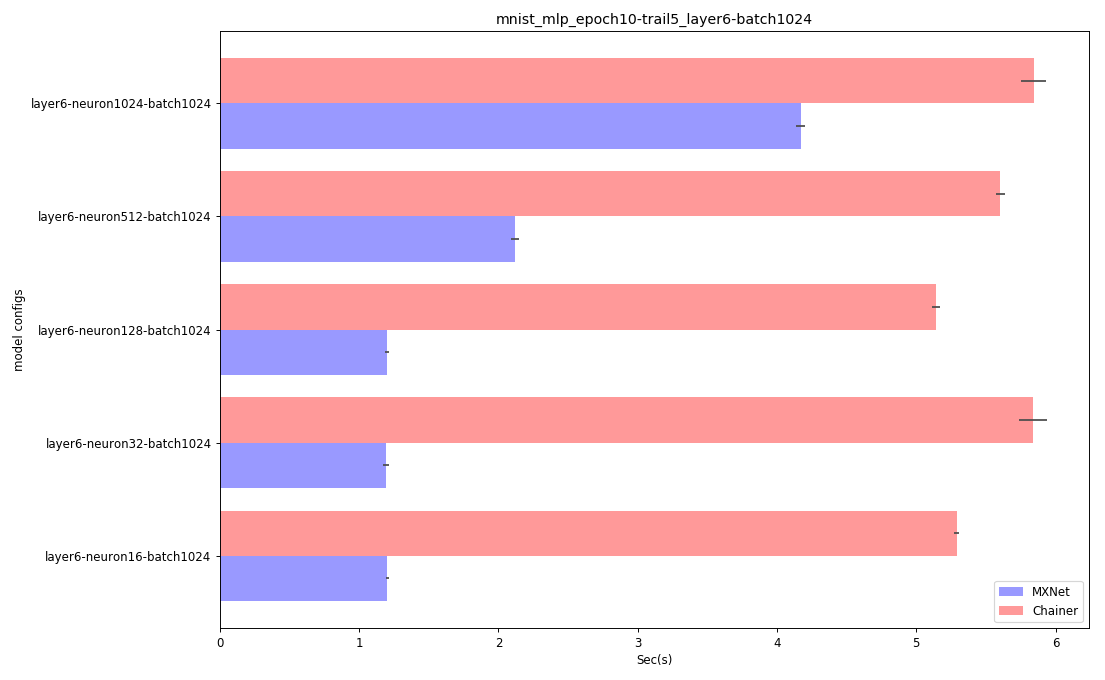 mnist_mlp_epoch10-trail5_layer6-batch1024
model configs
layer6-neuron1024-batch1024
layer6-neuron512-batch1024
layer6-neuron128-batch1024
layer6-neuron32-batch1024
layer6-neuron16-batch1024
MXNet
Chainer
0 1 2 3 4 5 6
Sec(s)